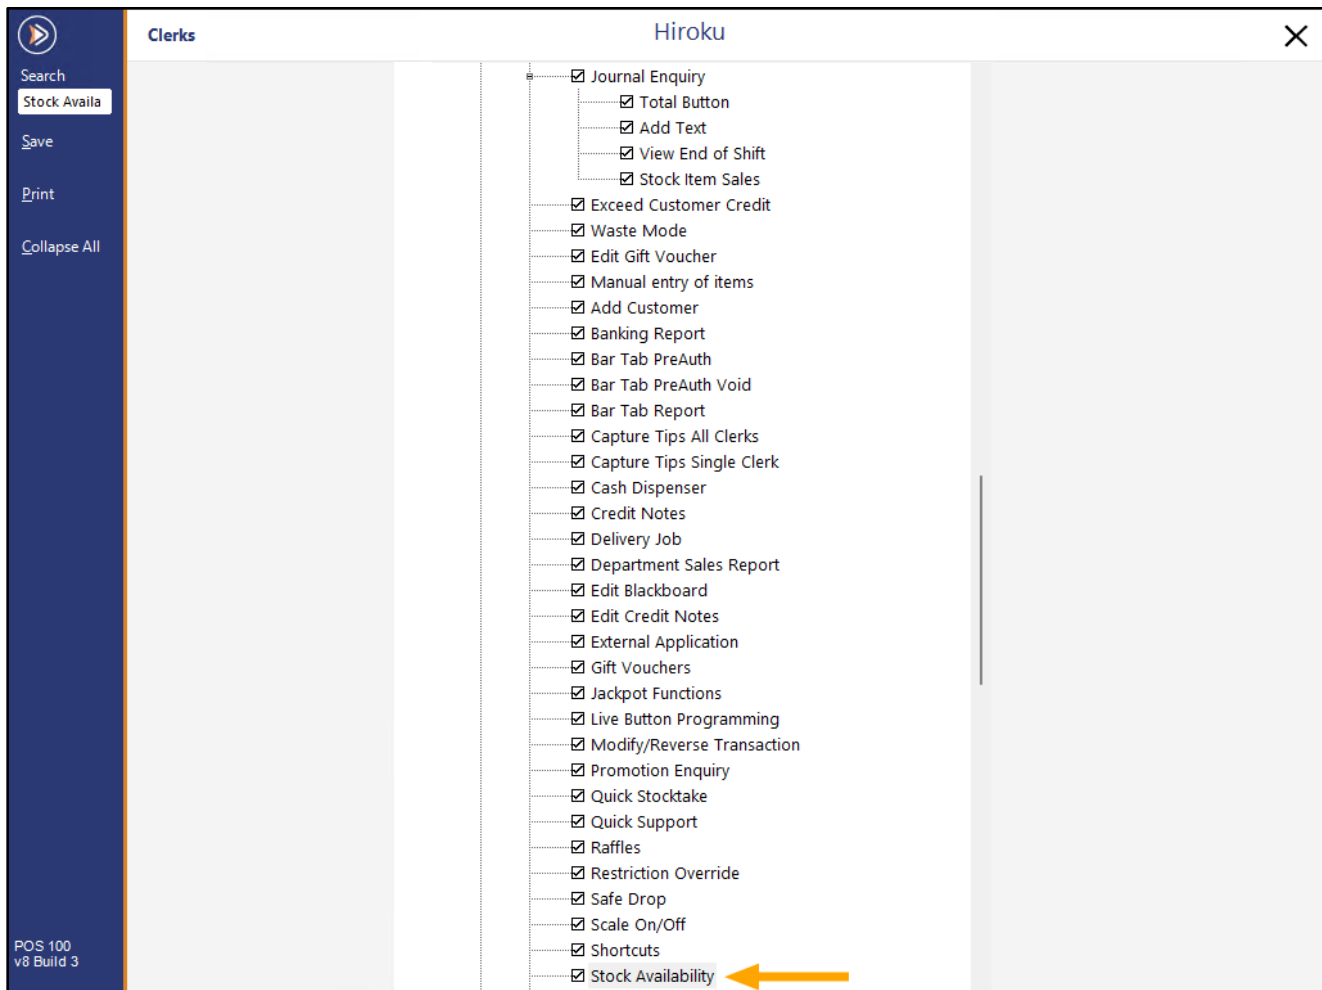 Clerks
Hiroku
Search
Stock Availa
Save
Print
Collapse All
Journal Enquiry
Total Button
Add Text
View End of Shift
Stock Item Sales
Exceed Customer Credit
Waste Mode
Edit Gift Voucher
Manual entry of items
Add Customer
Banking Report
Bar Tab PreAuth
Bar Tab PreAuth Void
Bar Tab Report
Capture Tips All Clerks
Capture Tips Single Clerk
Cash Dispenser
Credit Notes
Delivery Job
Department Sales Report
Edit Blackboard
Edit Credit Notes
External Application
Gift Vouchers
Jackpot Functions
Live Button Programming
Modify/Reverse Transaction
Promotion Enquiry
Quick Stocktake
Quick Support
Raffles
Restriction Override
Safe Drop
Scale On/Off
Shortcuts
Stock Availability
POS 100
v8 Build 3